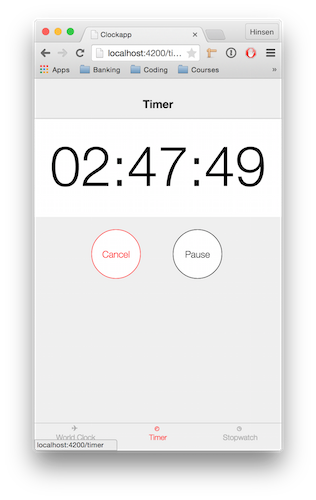 Clockapp
Hinsen
localhost:4200/ti...
Apps Banking Coding Courses »
Timer
02:47:49
Cancel Pause
World Clock Timer Stopwatch
localhost:4200/timer